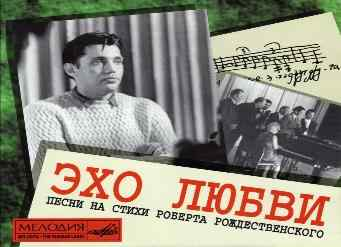 ЭХО ЛЮБВИ
ПЕСНИ НА СТИХИ РОБЕРТА РОЖДЕСТВЕНСКОГО
МЕЛОДИЯ